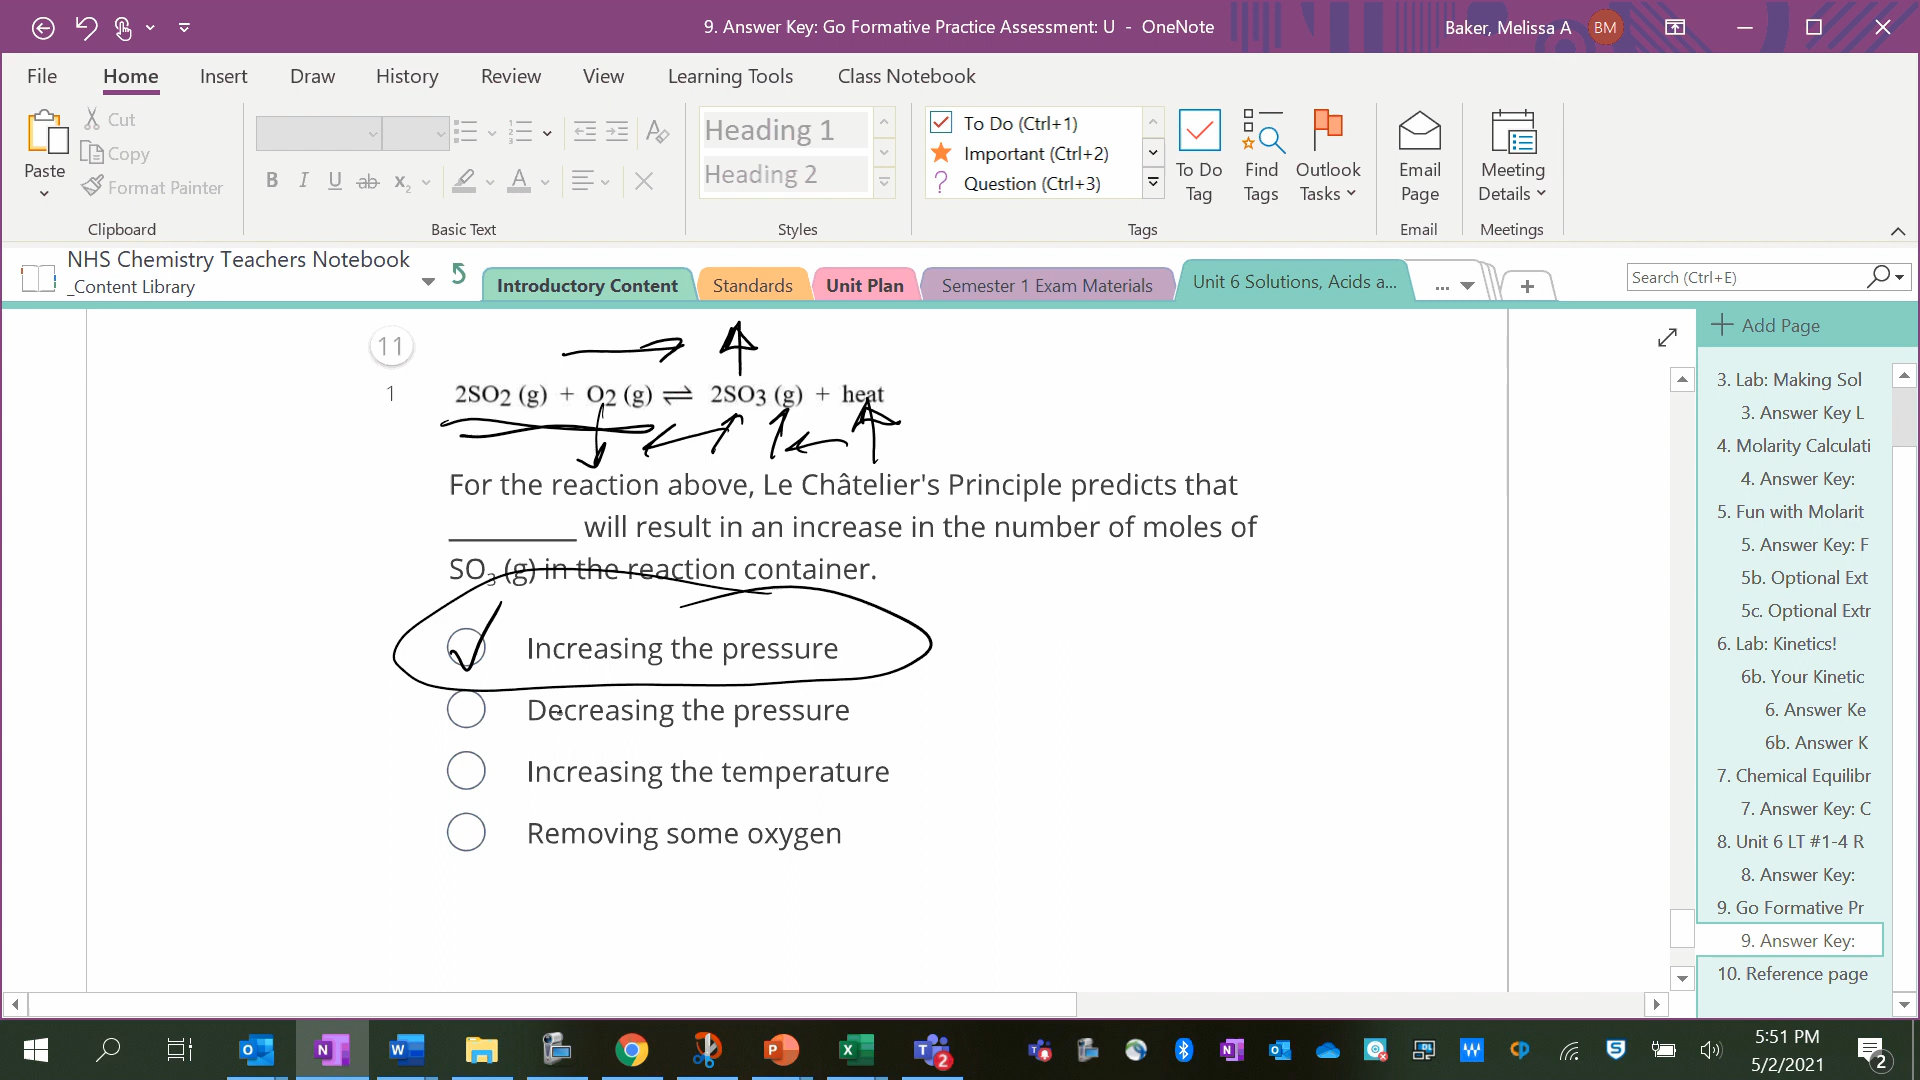 9. Answer Key: Go Formative Practice Assessment: U - OneNote
Baker, Melissa A
BM
File
Home
Insert
Draw
History
Review
View
Learning Tools
Class Notebook
Paste
Cut
Copy
Format Painter
Clipboard
B I U ab x₂ A
Basic Text
Heading 1
Heading 2
Styles
To Do (Ctrl+1)
Important (Ctrl+2)
Question (Ctrl+3)
To Do Tag
Find Tags
Outlook Tasks
Tags
Email Page
Email
Meeting Details
Meetings
NHS Chemistry Teachers Notebook
_Content Library
Introductory Content
Standards
Unit Plan
Semester 1 Exam Materials
Unit 6 Solutions, Acids a...
...
Search (Ctrl+E)
Add Page
11
1
2SO2 (g) + O2 (g) ⇌ 2SO3 (g) + heat
For the reaction above, Le Châtelier's Principle predicts that
_________ will result in an increase in the number of moles of
SO₃ (g) in the reaction container.
Increasing the pressure
Decreasing the pressure
Increasing the temperature
Removing some oxygen
3. Lab: Making Sol
3. Answer Key L
4. Molarity Calculati
4. Answer Key:
5. Fun with Molarit
5. Answer Key: F
5b. Optional Ext
5c. Optional Extr
6. Lab: Kinetics!
6b. Your Kinetic
6. Answer Ke
6b. Answer K
7. Chemical Equilibr
7. Answer Key: C
8. Unit 6 LT #1-4 R
8. Answer Key:
9. Go Formative Pr
9. Answer Key:
10. Reference page
5:51 PM
5/2/2021
2
2